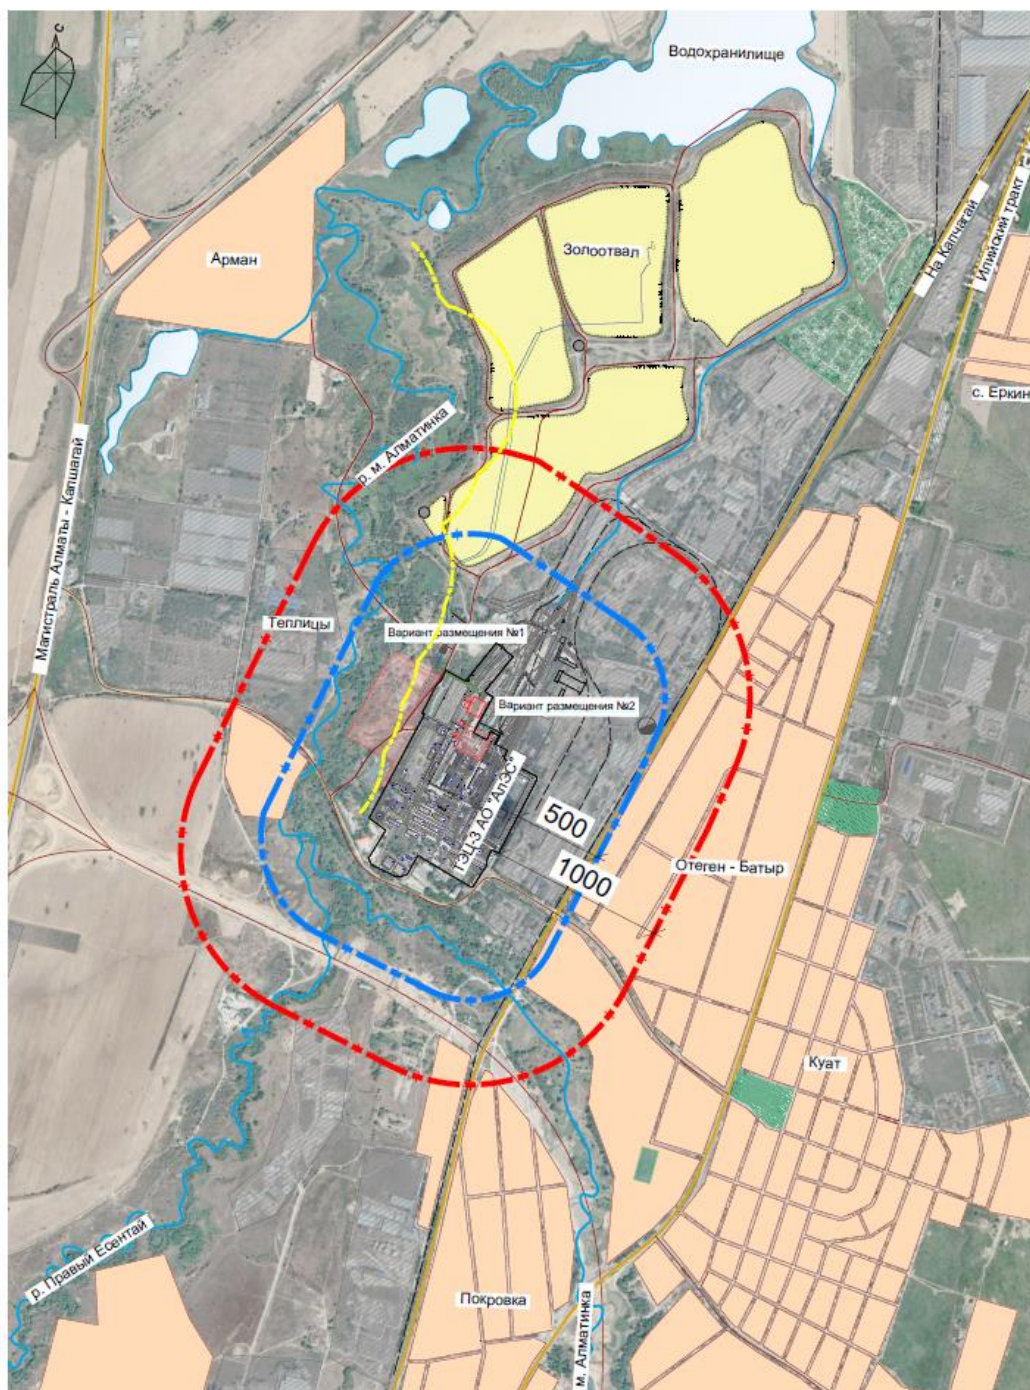 с
Водохранилище
На Капчагай
Илийский тракт
Арман
Золоотвал
с. Еркин
р. м. Алматинка
Магистраль Алматы - Капшагай
Теплицы
Вариант размещения №1
Вариант размещения №2
ТЭЦ-3 АО "АлЭС"
500
1000
Отеген - Батыр
Куат
р. Правый Есентай
Покровка
м. Алматинка